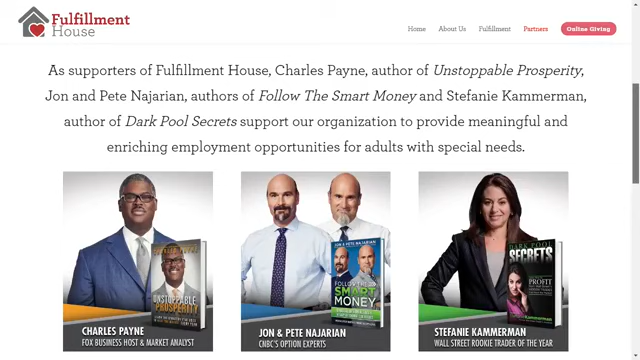 Fulfillment
House
Home About Us Fulfillment Partners Online Giving
As supporters of Fulfillment House, Charles Payne, author of Unstoppable Prosperity,
Jon and Pete Najarian, authors of Follow The Smart Money and Stefanie Kammerman,
author of Dark Pool Secrets support our organization to provide meaningful and
enriching employment opportunities for adults with special needs.
UNSTOPPABLE
PROSPERITY
CHARLES PAYNE
FOX BUSINESS HOST & MARKET ANALYST
JON & PETE NAJARIAN
FOLLOW THE
SMART
MONEY
JON & PETE NAJARIAN
CNBC'S OPTION EXPERTS
DARK POOL
SECRETS
PROFIT
STEFANIE KAMMERMAN
WALL STREET ROOKIE TRADER OF THE YEAR